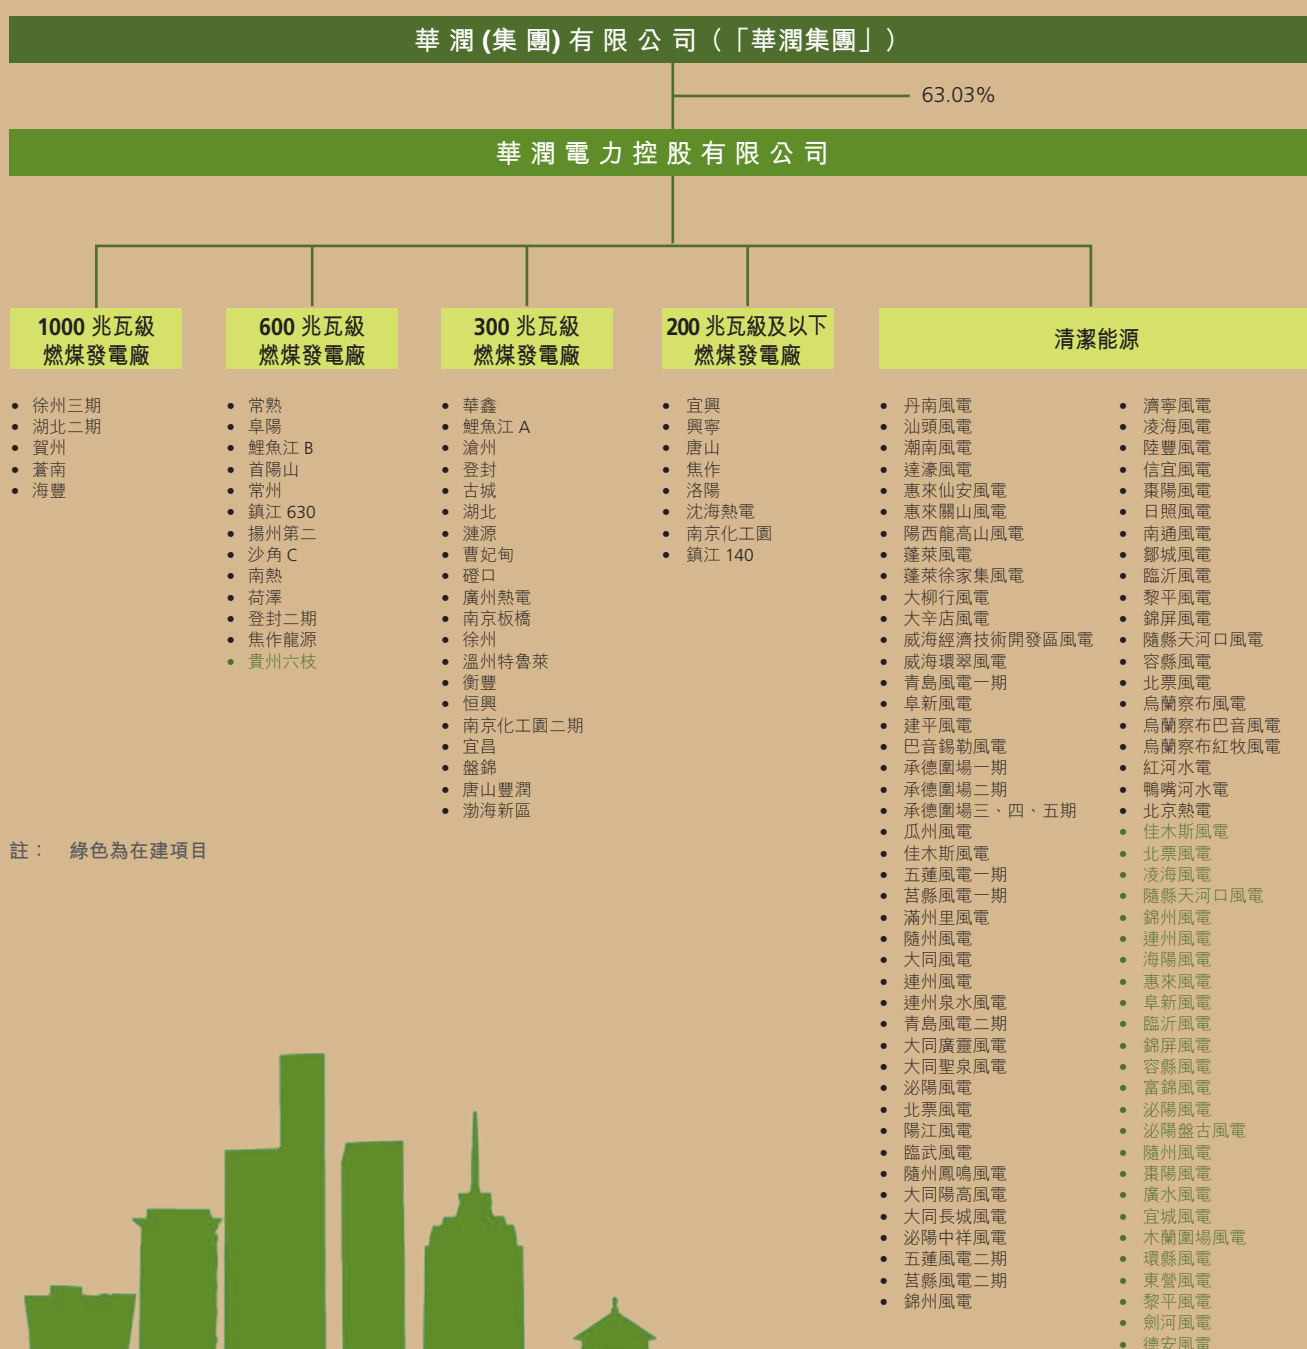 華潤(集團)有限公司(「華潤集團」)
63.03%
華潤電力控股有限公司
1000 兆瓦級
燃煤發電廠
• 徐州三期
• 湖北二期
• 賀州
• 蒼南
• 海豐
600 兆瓦級
燃煤發電廠
• 常熟
• 阜陽
• 鯉魚江 B
• 首陽山
• 常州
• 鎮江 630
• 揚州第二
• 沙角 C
• 南熱
• 荷澤
• 登封二期
• 焦作龍源
• 貴州六枝
300 兆瓦級
燃煤發電廠
• 華鑫
• 鯉魚江 A
• 滄州
• 登封
• 古城
• 湖北
• 漣源
• 曹妃甸
• 磴口
• 廣州熱電
• 南京板橋
• 徐州
• 溫州特魯萊
• 衡豐
• 恒興
• 南京化工園二期
• 宜昌
• 盤錦
• 唐山豐潤
• 渤海新區
200 兆瓦級及以下
燃煤發電廠
• 宜興
• 興寧
• 唐山
• 焦作
• 洛陽
• 沈海熱電
• 南京化工園
• 鎮江 140
清潔能源
• 丹南風電
• 汕頭風電
• 潮南風電
• 達濠風電
• 惠來仙安風電
• 惠來關山風電
• 陽西龍高山風電
• 蓬萊風電
• 蓬萊徐家集風電
• 大柳行風電
• 大辛店風電
• 威海經濟技術開發區風電
• 威海環翠風電
• 青島風電一期
• 阜新風電
• 建平風電
• 巴音錫勒風電
• 承德圍場一期
• 承德圍場二期
• 承德圍場三、四、五期
• 瓜州風電
• 佳木斯風電
• 五蓮風電一期
• 莒縣風電一期
• 滿州里風電
• 隨州風電
• 大同風電
• 連州風電
• 連州泉水風電
• 青島風電二期
• 大同廣靈風電
• 大同聖泉風電
• 泌陽風電
• 北票風電
• 陽江風電
• 臨武風電
• 隨州鳳鳴風電
• 大同陽高風電
• 大同長城風電
• 泌陽中祥風電
• 五蓮風電二期
• 莒縣風電二期
• 錦州風電
• 濟寧風電
• 凌海風電
• 陸豐風電
• 信宜風電
• 棗陽風電
• 日照風電
• 南通風電
• 鄒城風電
• 臨沂風電
• 黎平風電
• 錦屏風電
• 隨縣天河口風電
• 容縣風電
• 北票風電
• 烏蘭察布風電
• 烏蘭察布巴音風電
• 烏蘭察布紅牧風電
• 紅河水電
• 鴨嘴河水電
• 北京熱電
• 佳木斯風電
• 北票風電
• 凌海風電
• 隨縣天河口風電
• 錦州風電
• 連州風電
• 海陽風電
• 惠來風電
• 阜新風電
• 臨沂風電
• 錦屏風電
• 容縣風電
• 富錦風電
• 泌陽風電
• 泌陽盤古風電
• 隨州風電
• 棗陽風電
• 廣水風電
• 宜城風電
• 木蘭圍場風電
• 環縣風電
• 東營風電
• 黎平風電
• 劍河風電
• 德安風電
註： 綠色為在建項目